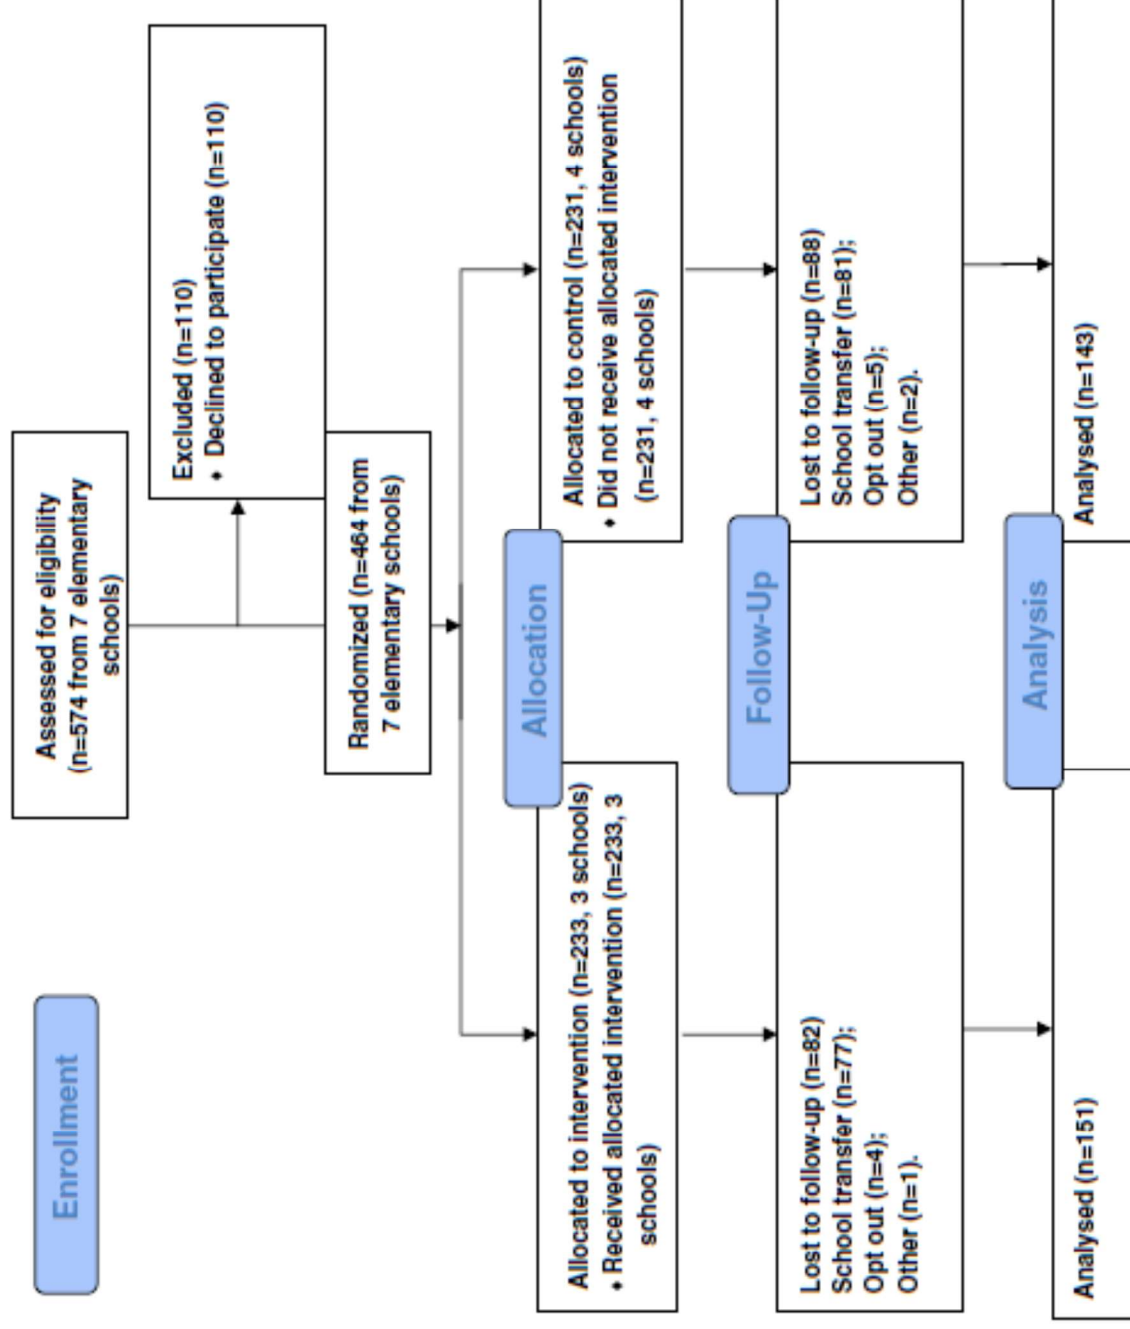 Enrollment
Assessed for eligibility
(n=574 from 7 elementary
schools)
Excluded (n=110)
♦ Declined to participate (n=110)
Randomized (n=464 from
7 elementary schools)
Allocation
Allocated to intervention (n=233, 3 schools)
♦ Received allocated intervention (n=233, 3
schools)
Allocated to control (n=231, 4 schools)
♦ Did not receive allocated intervention
(n=231, 4 schools)
Follow-Up
Lost to follow-up (n=82)
School transfer (n=77);
Opt out (n=4);
Other (n=1).
Lost to follow-up (n=88)
School transfer (n=81);
Opt out (n=5);
Other (n=2).
Analysis
Analysed (n=151)
Analysed (n=143)